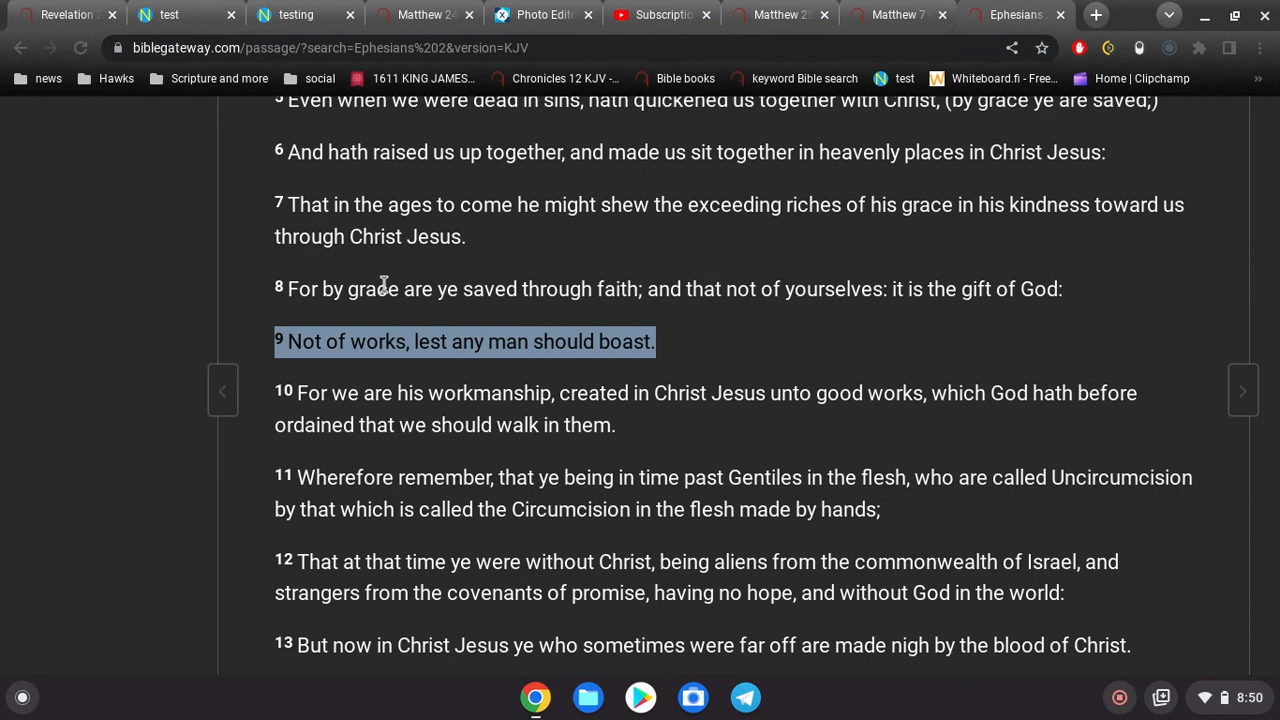 Revelation 2
test
testing
Matthew 24
Photo Edito
Subscriptio
Matthew 25
Matthew 7
Ephesians 2
biblegateway.com/passage/?search=Ephesians%202&version=KJV
news
Hawks
Scripture and more
social
1611 KING JAMES...
Chronicles 12 KJV -...
Bible books
keyword Bible search
test
Whiteboard.fi - Free...
Home | Clipchamp
5 Even when we were dead in sins, hath quickened us together with Christ, (by grace ye are saved;)
6 And hath raised us up together, and made us sit together in heavenly places in Christ Jesus:
7 That in the ages to come he might shew the exceeding riches of his grace in his kindness toward us
through Christ Jesus.
8 For by grace are ye saved through faith; and that not of yourselves: it is the gift of God:
9 Not of works, lest any man should boast.
10 For we are his workmanship, created in Christ Jesus unto good works, which God hath before
ordained that we should walk in them.
11 Wherefore remember, that ye being in time past Gentiles in the flesh, who are called Uncircumcision
by that which is called the Circumcision in the flesh made by hands;
12 That at that time ye were without Christ, being aliens from the commonwealth of Israel, and
strangers from the covenants of promise, having no hope, and without God in the world:
13 But now in Christ Jesus ye who sometimes were far off are made nigh by the blood of Christ.
8:50